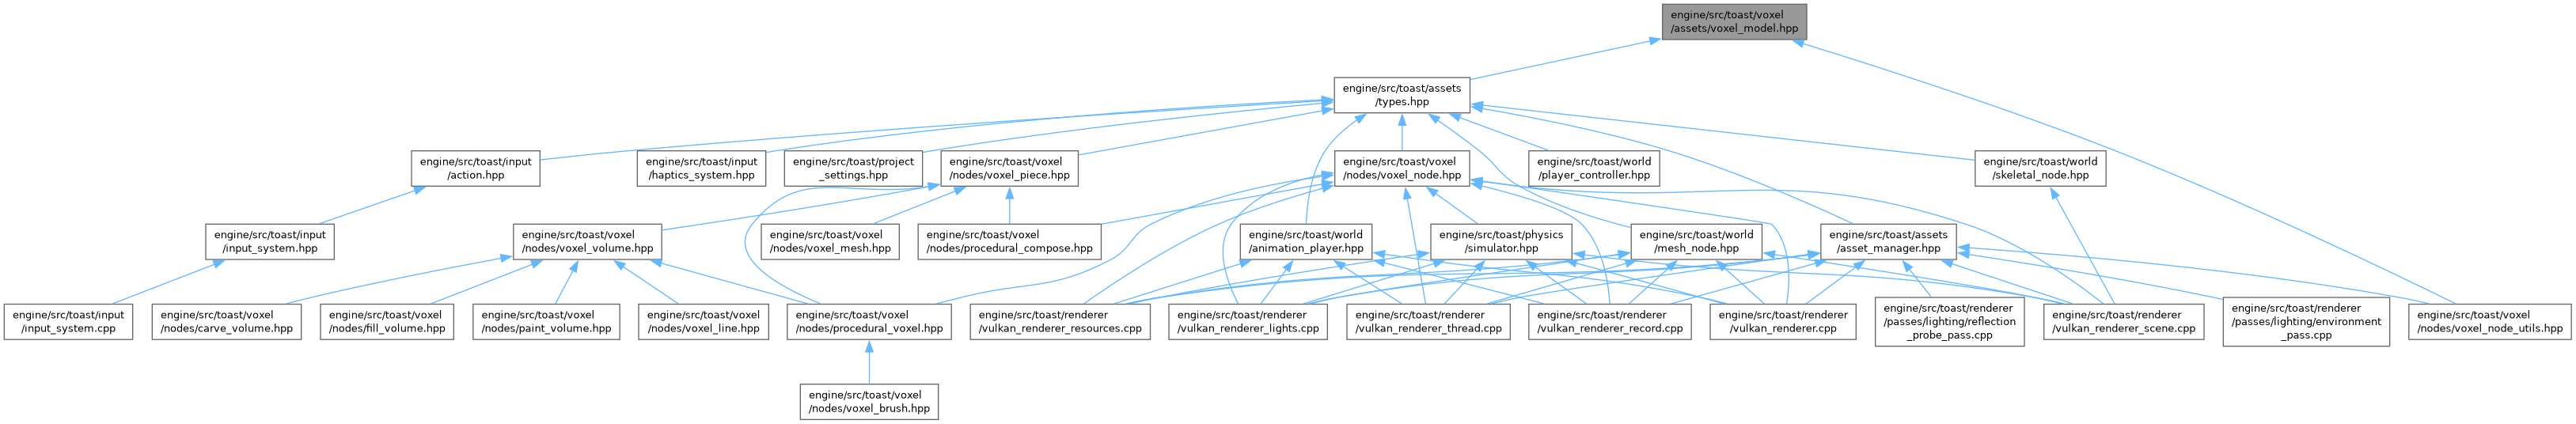 engine/src/toast/voxel
/assets/voxel_model.hpp
engine/src/toast/assets
/types.hpp
engine/src/toast/input
/action.hpp
engine/src/toast/input
/haptics_system.hpp
engine/src/toast/project
_settings.hpp
engine/src/toast/voxel
/nodes/voxel_piece.hpp
engine/src/toast/voxel
/nodes/voxel_node.hpp
engine/src/toast/world
/player_controller.hpp
engine/src/toast/world
/skeletal_node.hpp
engine/src/toast/input
/input_system.hpp
engine/src/toast/voxel
/nodes/voxel_volume.hpp
engine/src/toast/voxel
/nodes/voxel_mesh.hpp
engine/src/toast/voxel
/nodes/procedural_compose.hpp
engine/src/toast/world
/animation_player.hpp
engine/src/toast/physics
/simulator.hpp
engine/src/toast/world
/mesh_node.hpp
engine/src/toast/assets
/asset_manager.hpp
engine/src/toast/input
/input_system.cpp
engine/src/toast/voxel
/nodes/carve_volume.hpp
engine/src/toast/voxel
/nodes/fill_volume.hpp
engine/src/toast/voxel
/nodes/paint_volume.hpp
engine/src/toast/voxel
/nodes/voxel_line.hpp
engine/src/toast/voxel
/nodes/procedural_voxel.hpp
engine/src/toast/renderer
/vulkan_renderer_resources.cpp
engine/src/toast/renderer
/vulkan_renderer_lights.cpp
engine/src/toast/renderer
/vulkan_renderer_thread.cpp
engine/src/toast/renderer
/vulkan_renderer_record.cpp
engine/src/toast/renderer
/vulkan_renderer.cpp
engine/src/toast/renderer
/passes/lighting/reflection
_probe_pass.cpp
engine/src/toast/renderer
/vulkan_renderer_scene.cpp
engine/src/toast/renderer
/passes/lighting/environment
_pass.cpp
engine/src/toast/voxel
/nodes/voxel_node_utils.hpp
engine/src/toast/voxel
/nodes/voxel_brush.hpp